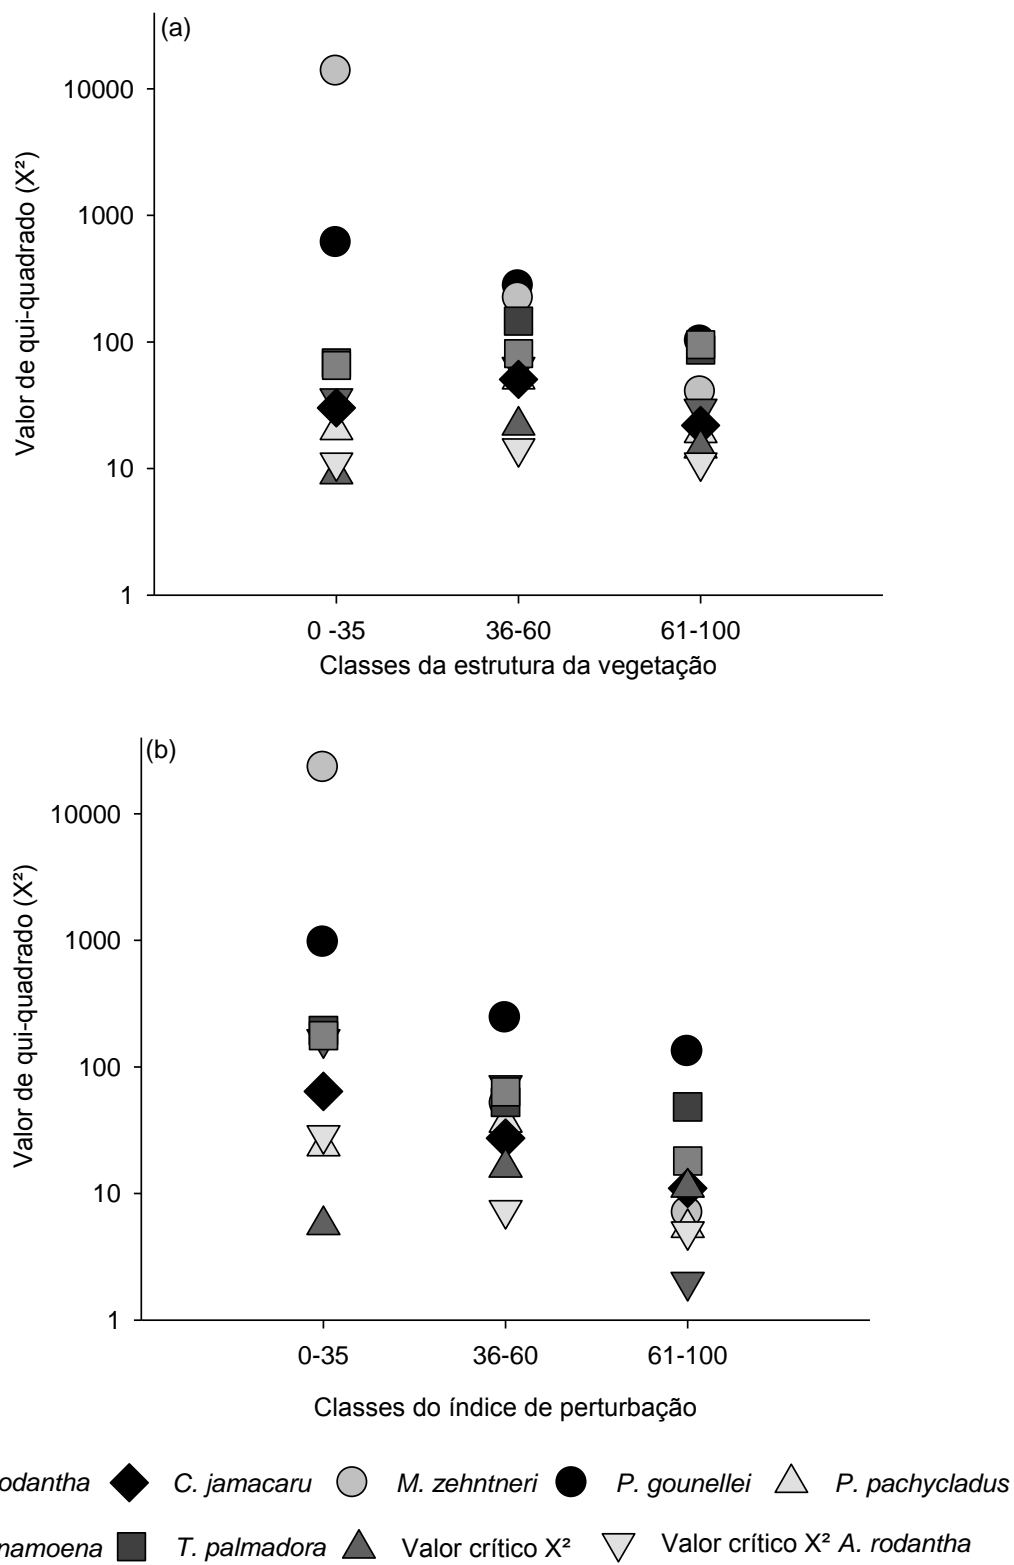 (a)
10000
1000
100
10
1
Valor de qui-quadrado (X²)
0 -35 36-60 61-100
Classes da estrutura da vegetação
(b)
10000
1000
100
10
1
Valor de qui-quadrado (X²)
0-35 36-60 61-100
Classes do índice de perturbação
odantha C. jamacaru M. zehntneri P. gounellei P. pachycladus
namoena T. palmadora Valor crítico X² Valor crítico X² A. rodantha